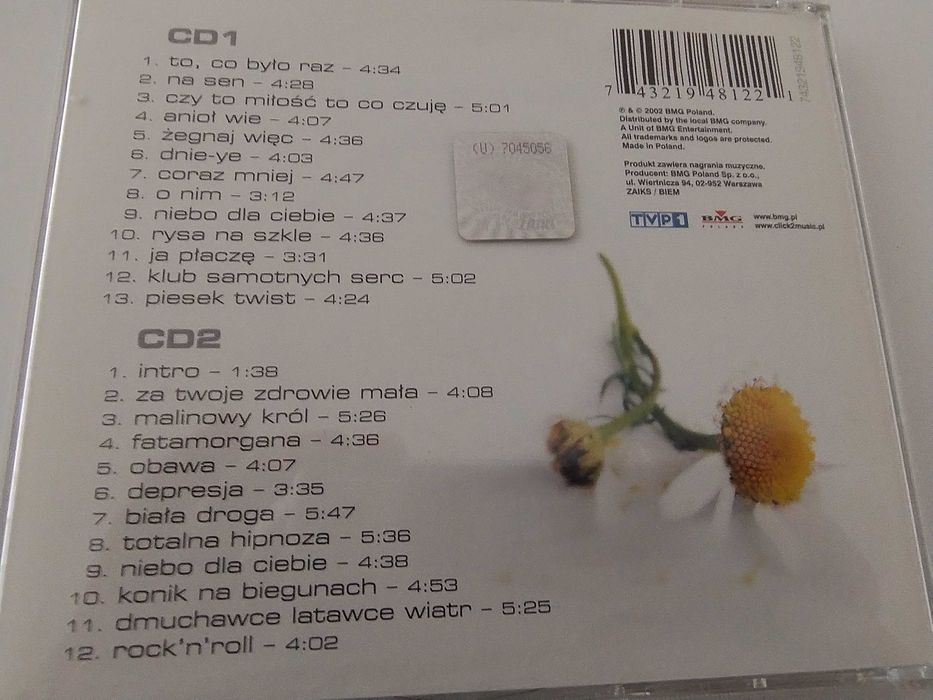 CD1
1. to, co było raz – 4:34
2. na sen – 4:28
3. czy to miłość to co czuję – 5:01
4. anioł wie – 4:07
5. żegnaj więc – 4:36
6. dnie-ye – 4:03
7. coraz mniej – 4:47
8. o nim – 3:12
9. niebo dla ciebie – 4:37
10. rysa na szkle – 4:36
11. ja płaczę – 3:31
12. klub samotnych serc – 5:02
13. piesek twist – 4:24
CD2
1. intro – 1:38
2. za twoje zdrowie mała – 4:08
3. malinowy król – 5:26
4. fatamorgana – 4:36
5. obawa – 4:07
6. depresja – 3:35
7. biała droga – 5:47
8. totalna hipnoza – 5:36
9. niebo dla ciebie – 4:38
10. konik na biegunach – 4:53
11. dmuchawce latawce wiatr – 5:25
12. rock'n'roll – 4:02
(U) 7045056
7 43219 48122 1
74321948122
℗ & © 2002 BMG Poland.
Distributed by the local BMG company.
A Unit of BMG Entertainment.
All trademarks and logos are protected.
Made in Poland.
Produkt zawiera nagrania muzyczne.
Producent: BMG Poland Sp. z o.o.,
ul. Wiertnicza 94, 02-952 Warszawa
ZAIKS / BIEM
TVP1
BMG
POLAND
www.bmg.pl
www.click2music.pl